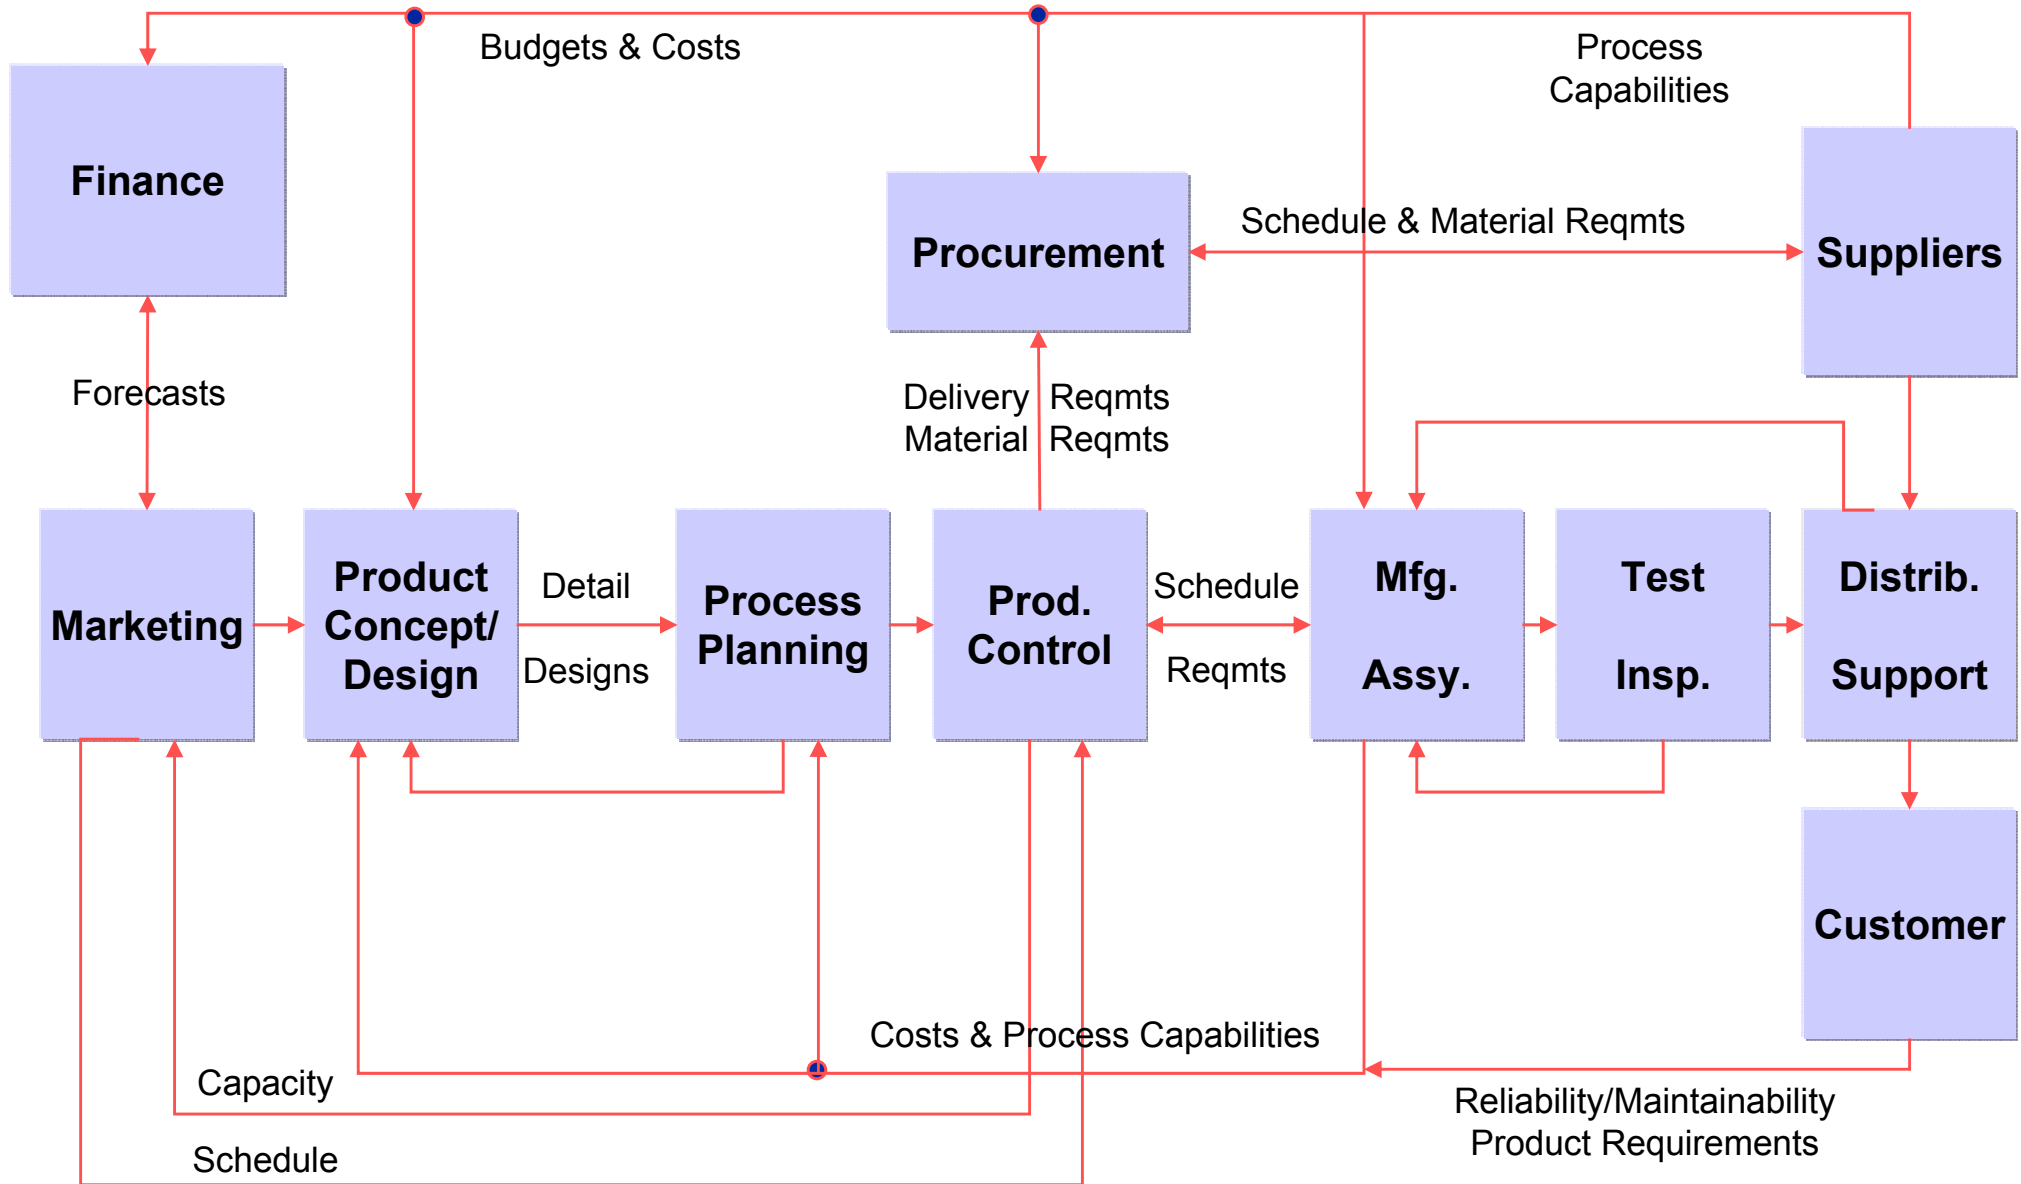 Budgets & Costs
Process
Capabilities
Finance
Procurement
Schedule & Material Reqmts
Suppliers
Forecasts
Delivery Reqmts
Material Reqmts
Marketing
Product
Concept/
Design
Detail
Designs
Process
Planning
Prod.
Control
Schedule
Reqmts
Mfg.
Assy.
Test
Insp.
Distrib.
Support
Customer
Costs & Process Capabilities
Capacity
Schedule
Reliability/Maintainability
Product Requirements